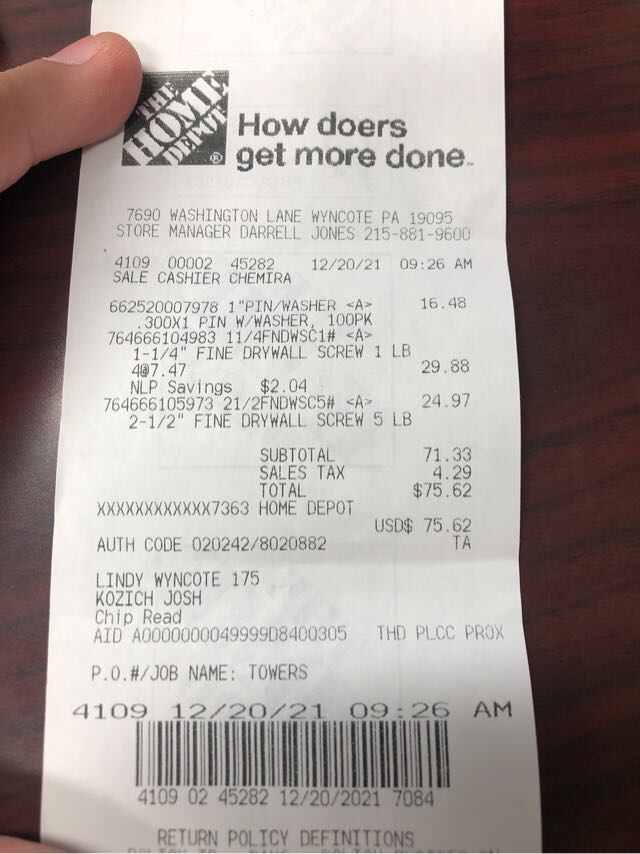 THE
HOME
DEPOT®
How doers
get more done™
7690 WASHINGTON LANE WYNCOTE PA 19095
STORE MANAGER DARRELL JONES 215-881-9600
4109 00002 45282 12/20/21 09:26 AM
SALE CASHIER CHEMIRA
662520007978 1"PIN/WASHER <A> 16.48
.300X1 PIN W/WASHER, 100PK
764666104983 11/4FNDWSC1# <A>
1-1/4" FINE DRYWALL SCREW 1 LB
4@7.47 29.88
NLP Savings $2.04
764666105973 21/2FNDWSC5# <A> 24.97
2-1/2" FINE DRYWALL SCREW 5 LB
SUBTOTAL 71.33
SALES TAX 4.29
TOTAL $75.62
XXXXXXXXXXXX7363 HOME DEPOT
USD$ 75.62
AUTH CODE 020242/8020882 TA
LINDY WYNCOTE 175
KOZICH JOSH
Chip Read
AID A0000000049999D8400305 THD PLCC PROX
P.O.#/JOB NAME: TOWERS
4109 12/20/21 09:26 AM
4109 02 45282 12/20/2021 7084
RETURN POLICY DEFINITIONS